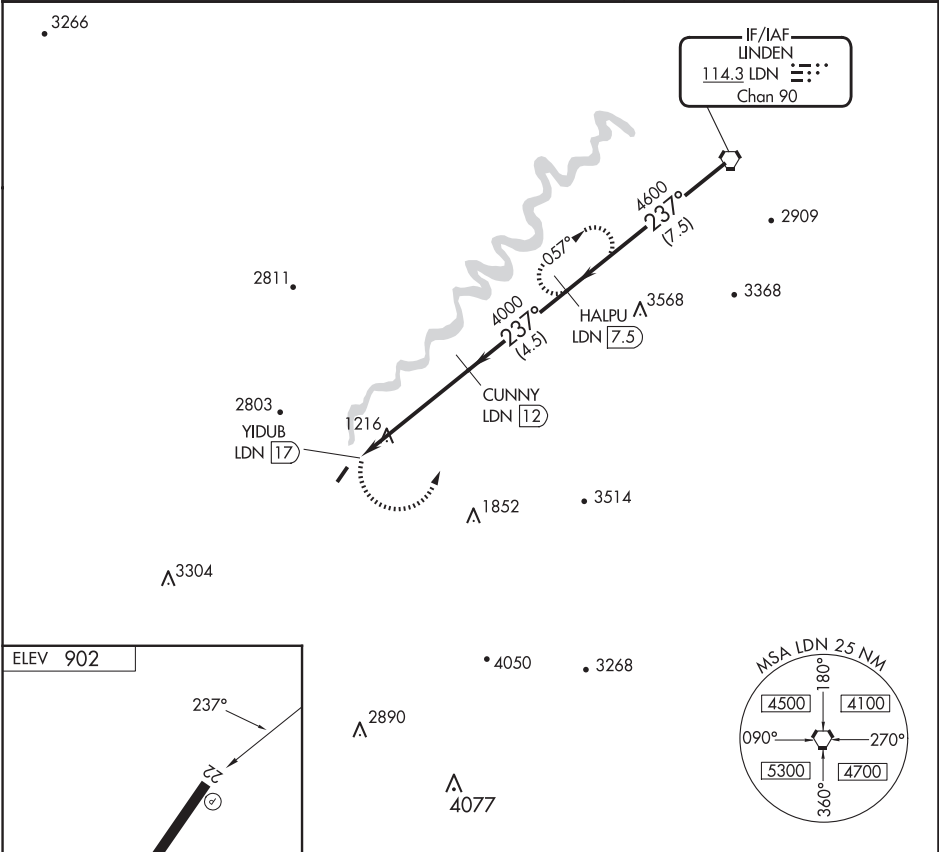 3266
IF/IAF
LINDEN
114.3 LDN
Chan 90
4600
237°
(7.5)
2909
057°
2811
3568
3368
HALPU
LDN 7.5
4000
237°
(4.5)
CUNNY
LDN 12
2803
1216
YIDUB
LDN 17
1852
3514
3304
ELEV 902
4050
3268
MSA LDN 25 NM
180°
4500
4100
090°
270°
5300
4700
360°
237°
22
2890
4077